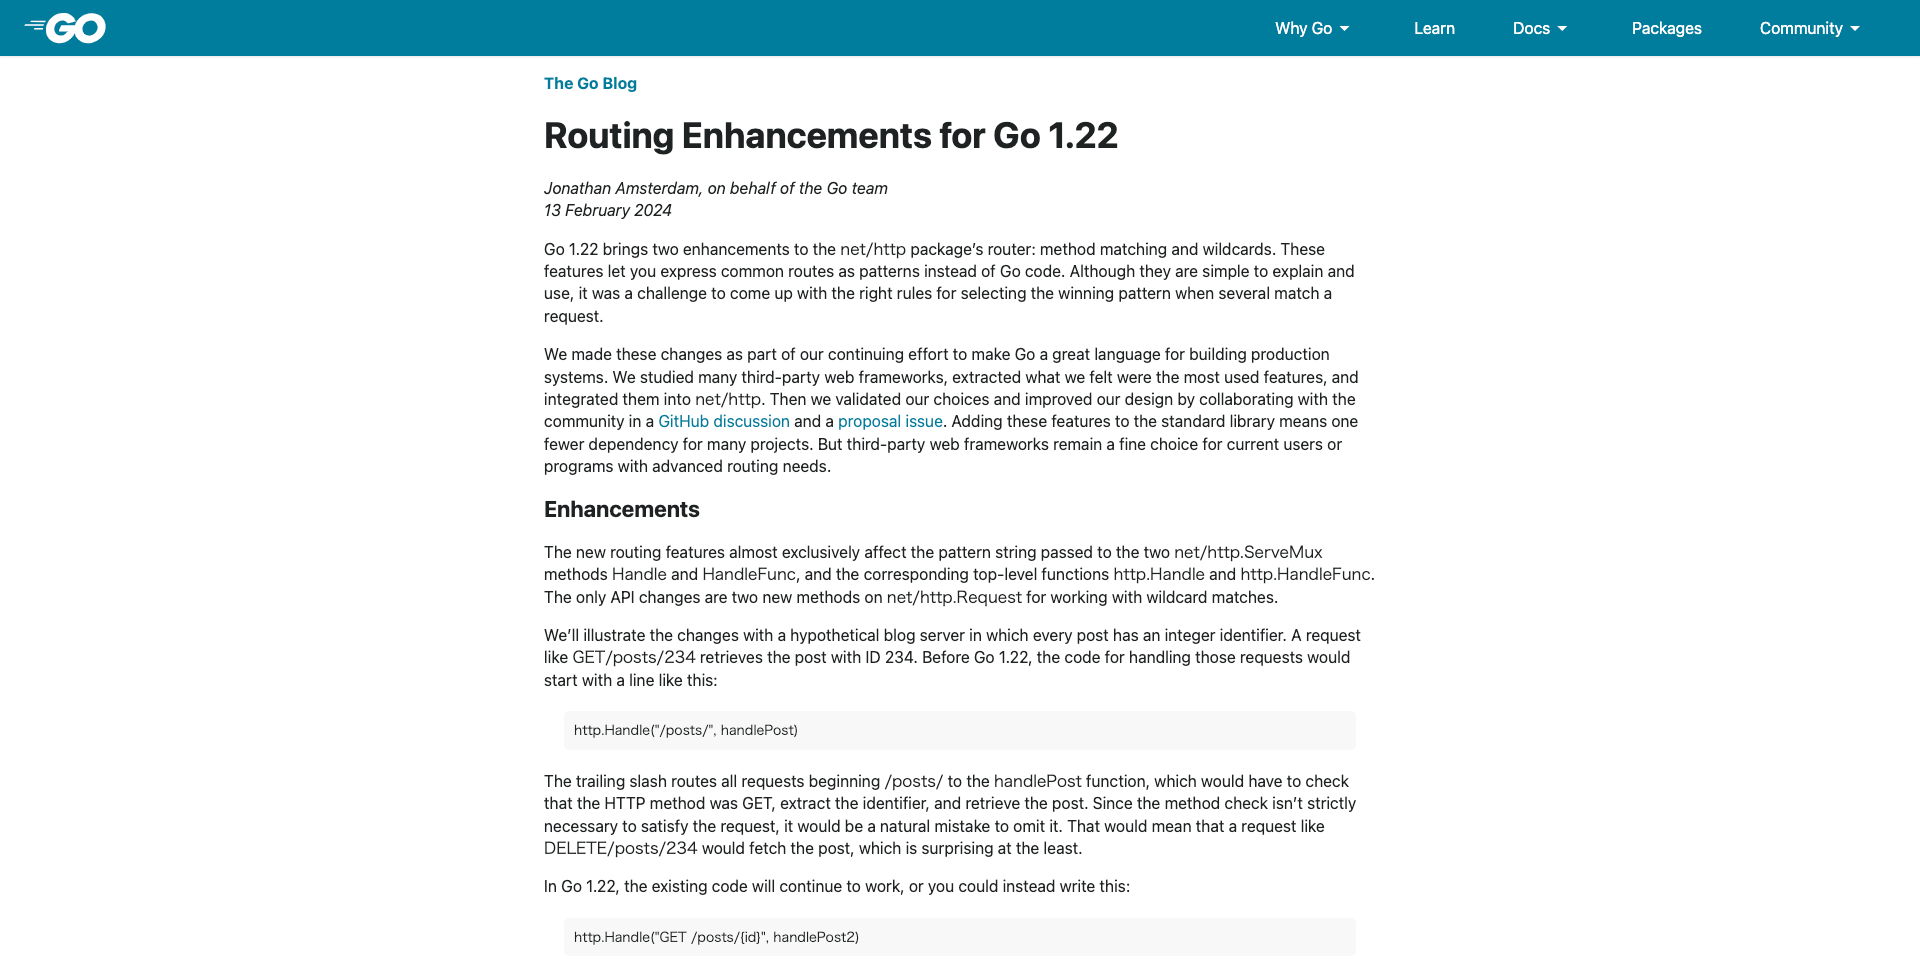 GO
Why Go
Learn
Docs
Packages
Community
The Go Blog
Routing Enhancements for Go 1.22
Jonathan Amsterdam, on behalf of the Go team
13 February 2024
Go 1.22 brings two enhancements to the net/http package’s router: method matching and wildcards. These
features let you express common routes as patterns instead of Go code. Although they are simple to explain and
use, it was a challenge to come up with the right rules for selecting the winning pattern when several match a
request.
We made these changes as part of our continuing effort to make Go a great language for building production
systems. We studied many third-party web frameworks, extracted what we felt were the most used features, and
integrated them into net/http. Then we validated our choices and improved our design by collaborating with the
community in a GitHub discussion and a proposal issue. Adding these features to the standard library means one
fewer dependency for many projects. But third-party web frameworks remain a fine choice for current users or
programs with advanced routing needs.
Enhancements
The new routing features almost exclusively affect the pattern string passed to the two net/http.ServeMux
methods Handle and HandleFunc, and the corresponding top-level functions http.Handle and http.HandleFunc.
The only API changes are two new methods on net/http.Request for working with wildcard matches.
We’ll illustrate the changes with a hypothetical blog server in which every post has an integer identifier. A request
like GET/posts/234 retrieves the post with ID 234. Before Go 1.22, the code for handling those requests would
start with a line like this:
http.Handle("/posts/", handlePost)
The trailing slash routes all requests beginning /posts/ to the handlePost function, which would have to check
that the HTTP method was GET, extract the identifier, and retrieve the post. Since the method check isn’t strictly
necessary to satisfy the request, it would be a natural mistake to omit it. That would mean that a request like
DELETE/posts/234 would fetch the post, which is surprising at the least.
In Go 1.22, the existing code will continue to work, or you could instead write this:
http.Handle("GET /posts/{id}", handlePost2)